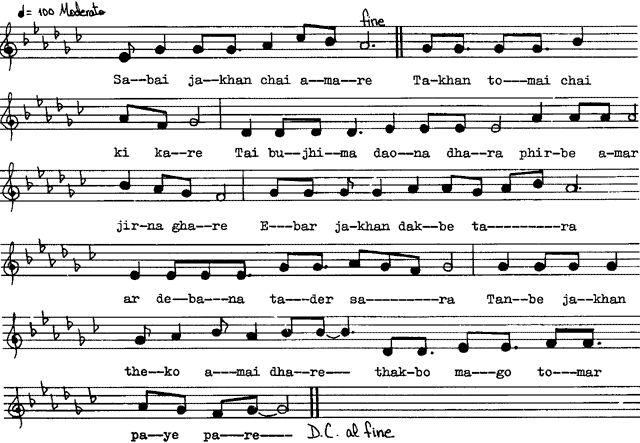 ♩= 100 Moderato
fine
Sa--bai ja--khan chai a--ma--re Ta-khan to---mai chai
ki ka--re Tai bu--jhi--ma dao--na dha--ra phir-be a-mar
jir-na gha--re E---bar ja-khan dak--be ta---------ra
ar de--ba---na ta---der sa----------ra Tan--be ja--khan
the--ko a---mai dha--re--- thak-bo ma---go to---mar
pa--ye pa--re----- D.C. al fine